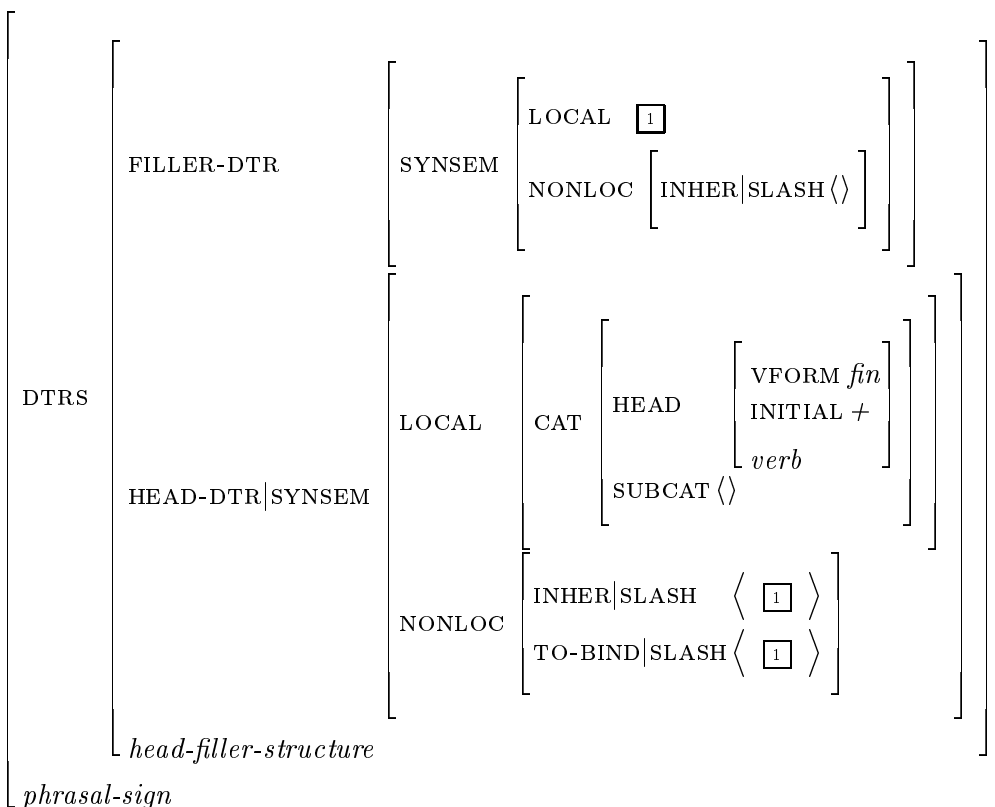 LOCAL 1
FILLER-DTR SYNSEM
NONLOC INHER|SLASH ⟨⟩
VFORM fin
HEAD INITIAL +
DTRS LOCAL CAT verb
SUBCAT ⟨⟩
HEAD-DTR|SYNSEM
INHER|SLASH ⟨ 1 ⟩
NONLOC
TO-BIND|SLASH ⟨ 1 ⟩
head-filler-structure
phrasal-sign